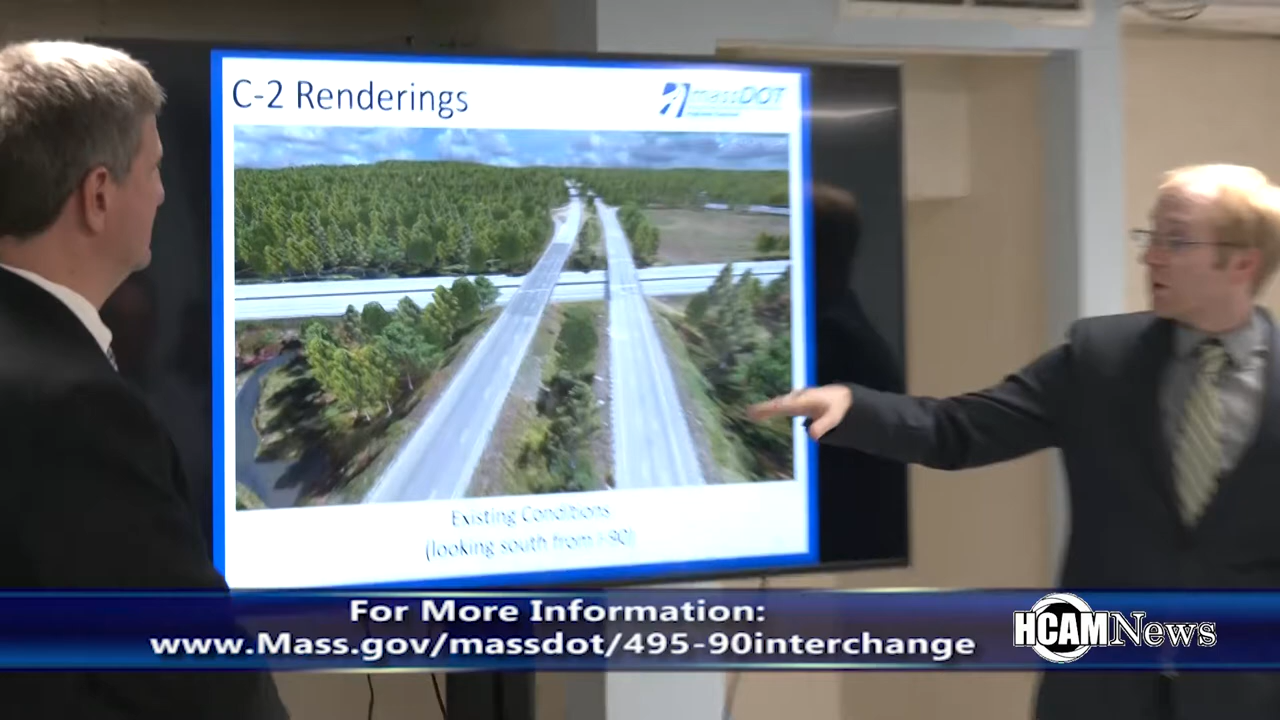 C-2 Renderings
massDOT
Existing Conditions
(looking south from I-90)
For More Information:
www.Mass.gov/massdot/495-90interchange
HCAMNews